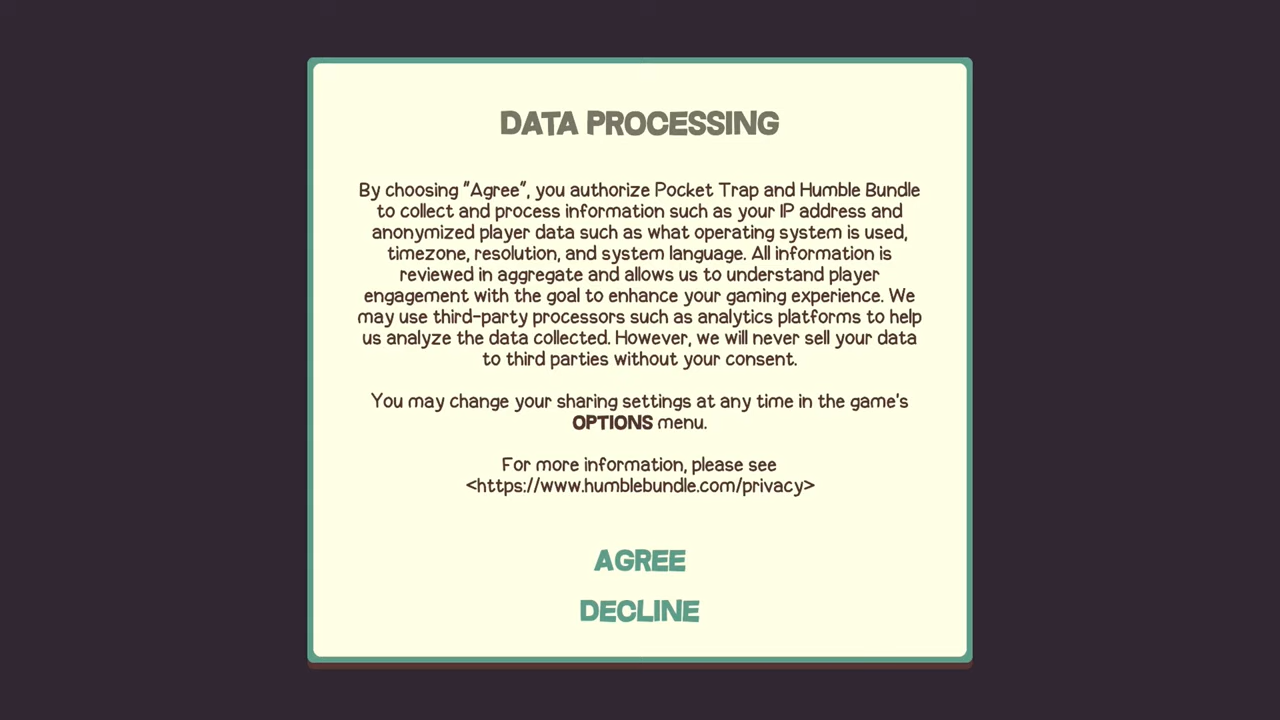 DATA PROCESSING
By choosing "Agree", you authorize Pocket Trap and Humble Bundle
to collect and process information such as your IP address and
anonymized player data such as what operating system is used,
timezone, resolution, and system language. All information is
reviewed in aggregate and allows us to understand player
engagement with the goal to enhance your gaming experience. We
may use third-party processors such as analytics platforms to help
us analyze the data collected. However, we will never sell your data
to third parties without your consent.
You may change your sharing settings at any time in the game's
OPTIONS menu.
For more information, please see
<https://www.humblebundle.com/privacy>
AGREE
DECLINE